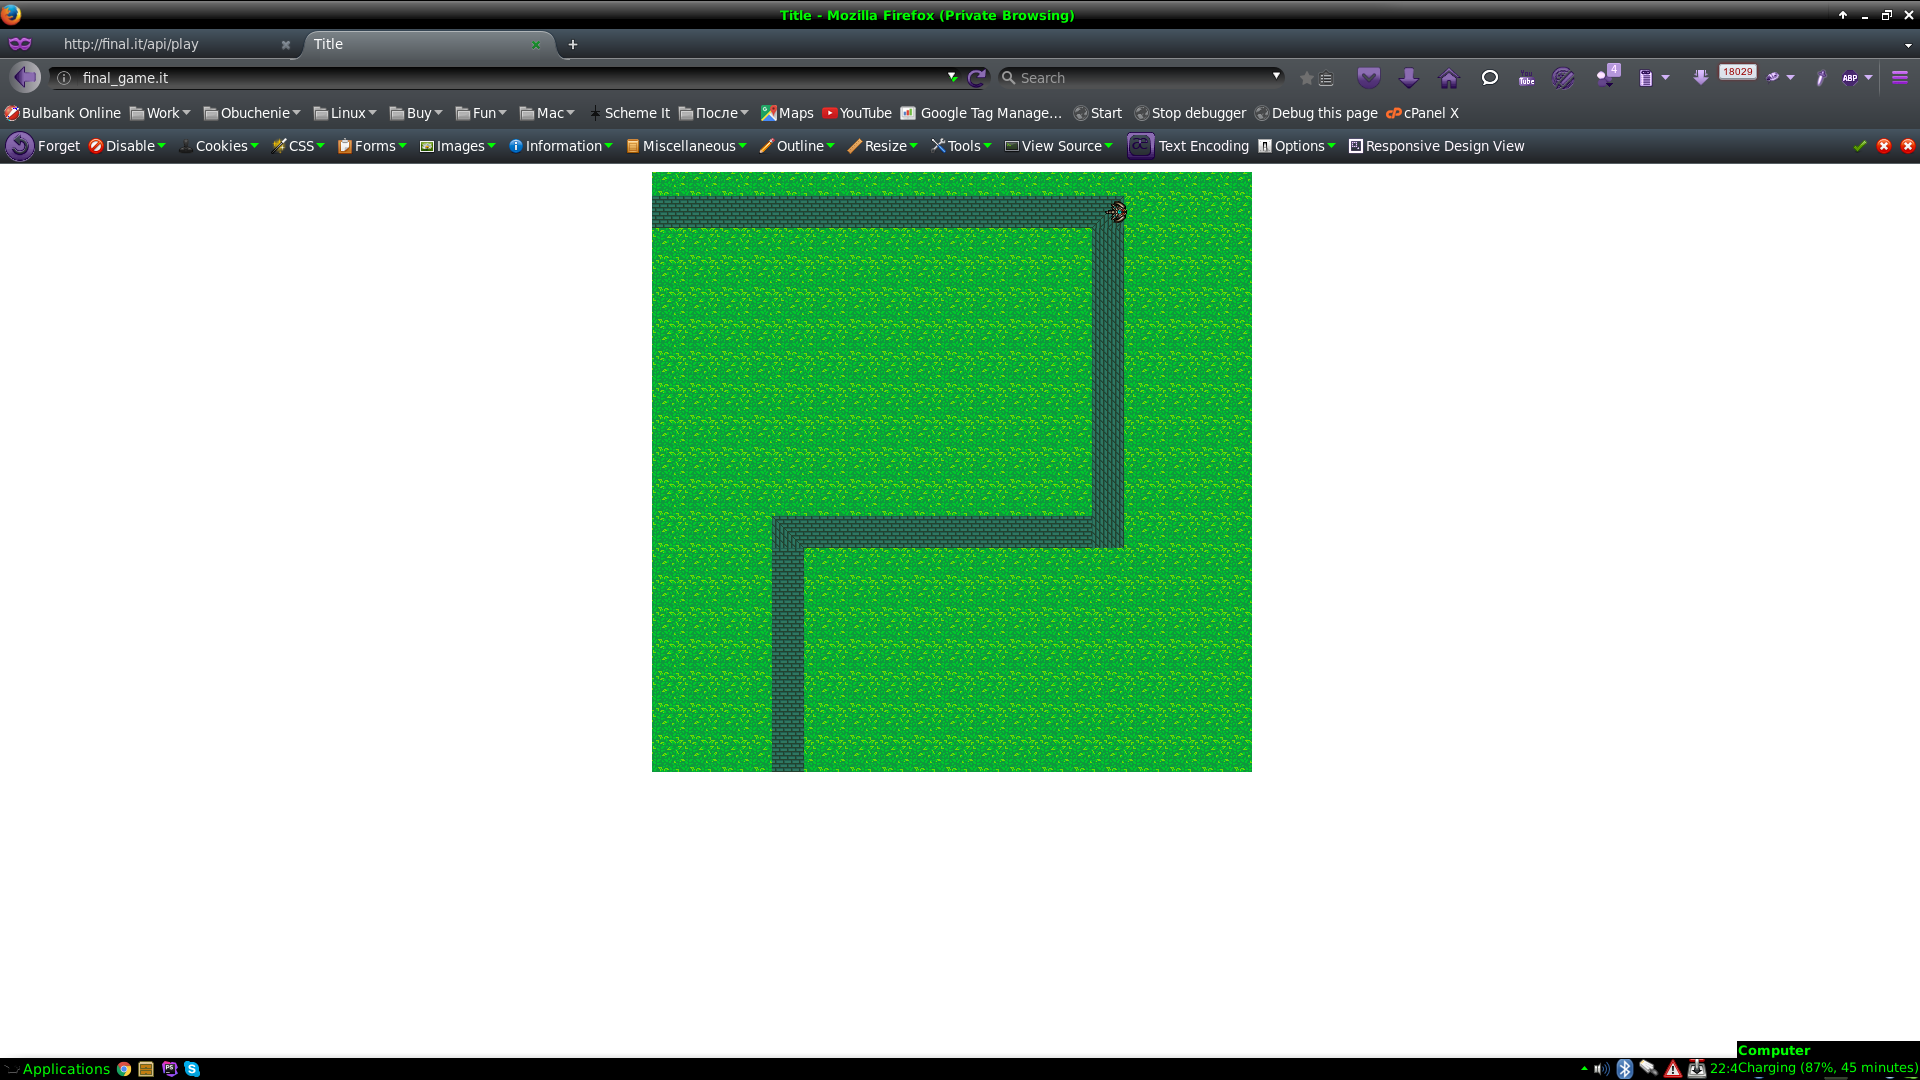 Title - Mozilla Firefox (Private Browsing)
http://final.it/api/play
Title
final_game.it
Search
4
18029
ABP
Bulbank Online Work Obuchenie Linux Buy Fun Mac Scheme It После Maps YouTube Google Tag Manage... Start Stop debugger Debug this page cPanel X
Forget Disable Cookies CSS Forms Images Information Miscellaneous Outline Resize Tools View Source Text Encoding Options Responsive Design View
Computer
Applications
22:4
Charging (87%, 45 minutes)